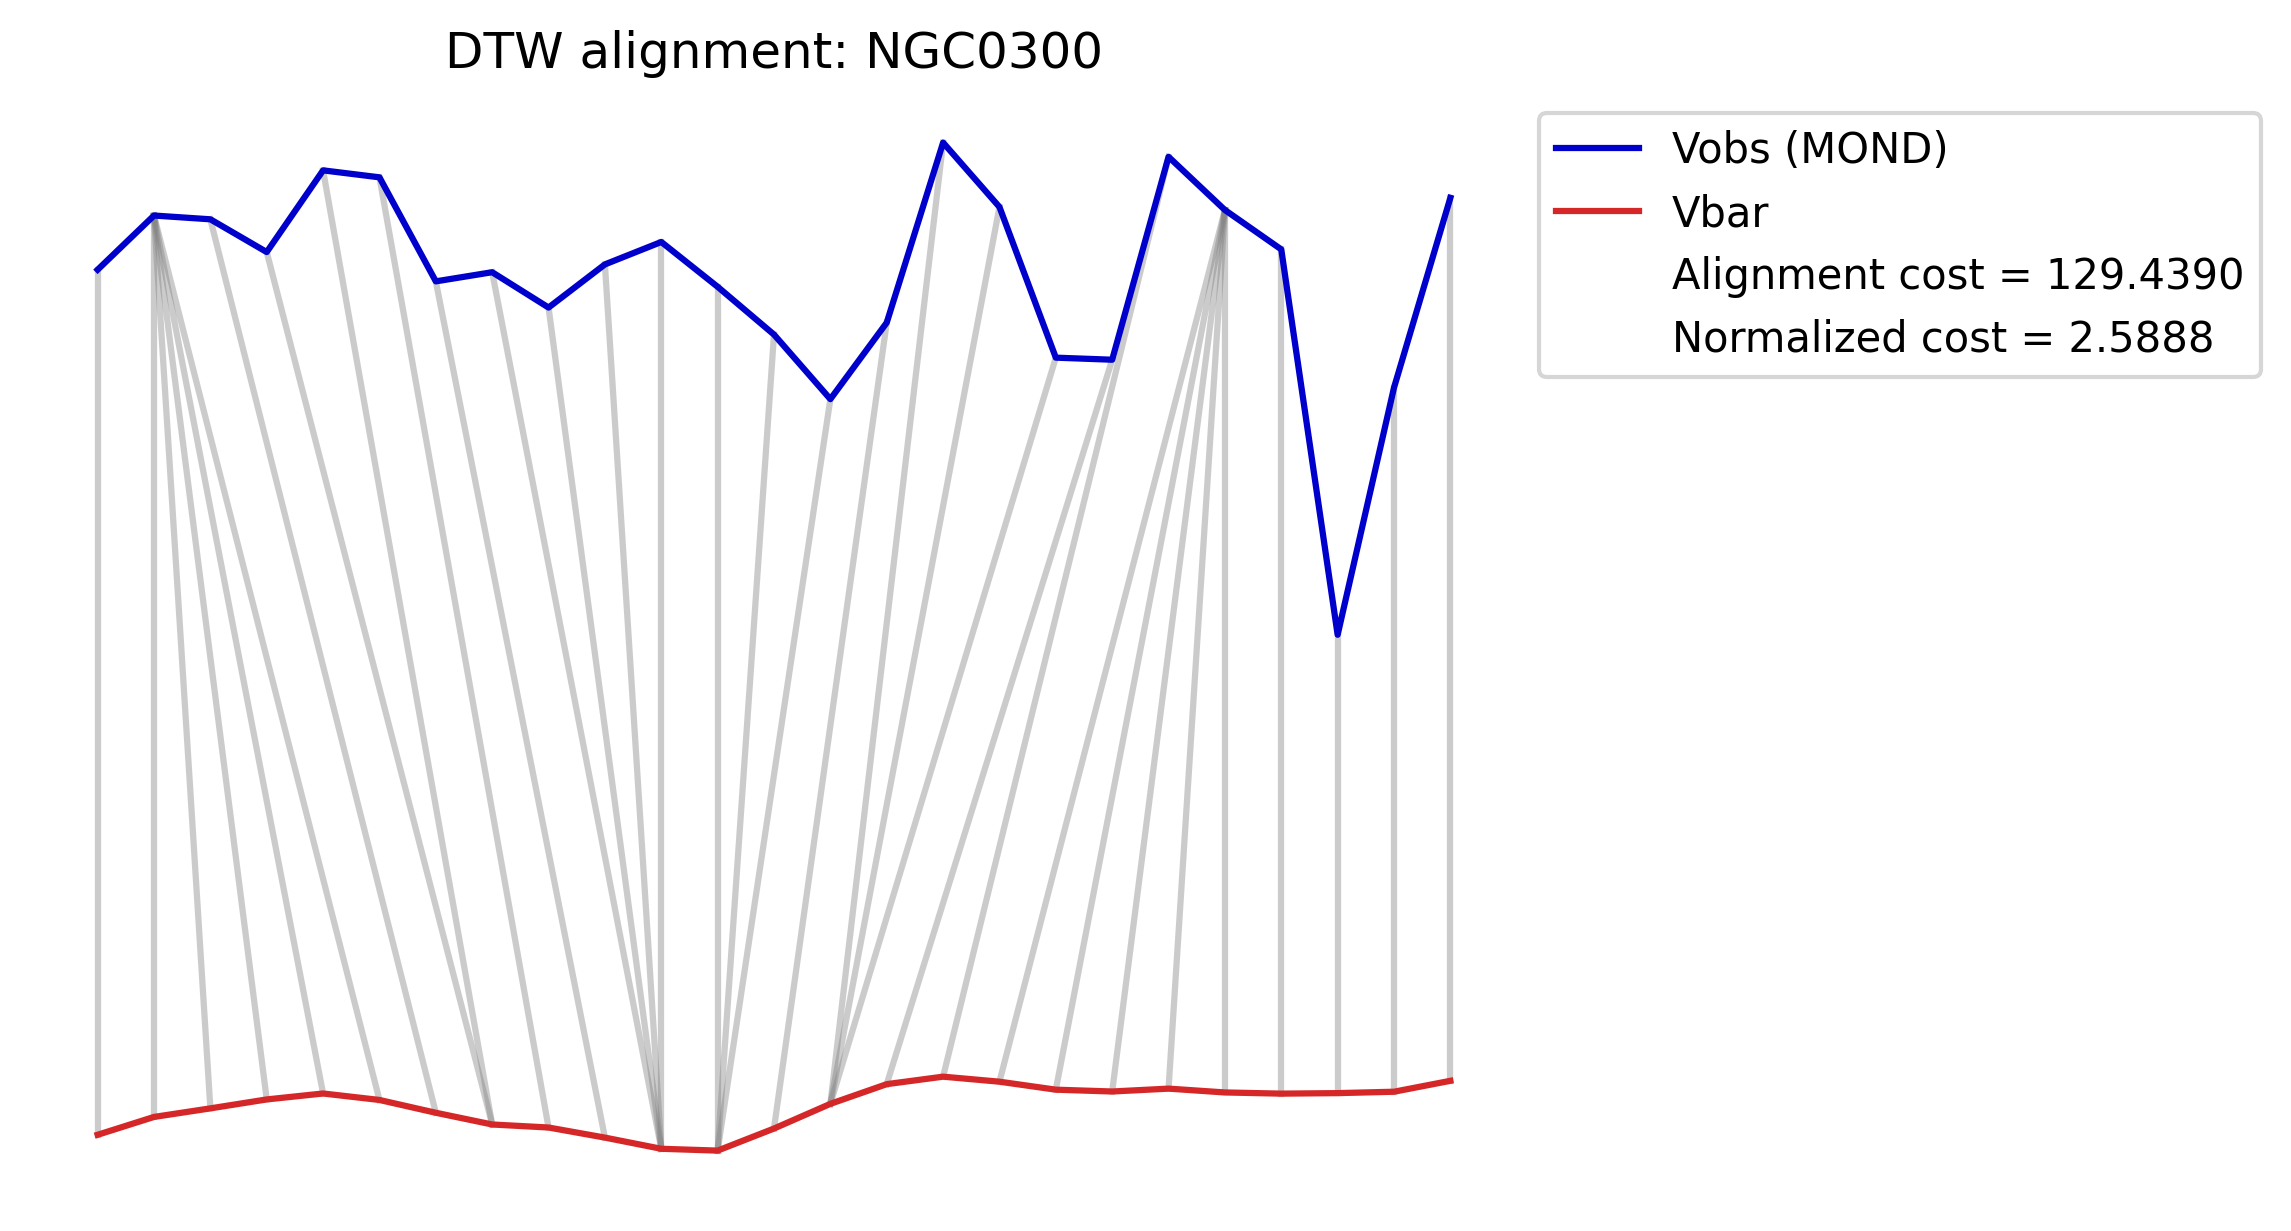 DTW alignment: NGC0300
Vobs (MOND)
Vbar
Alignment cost = 129.4390
Normalized cost = 2.5888